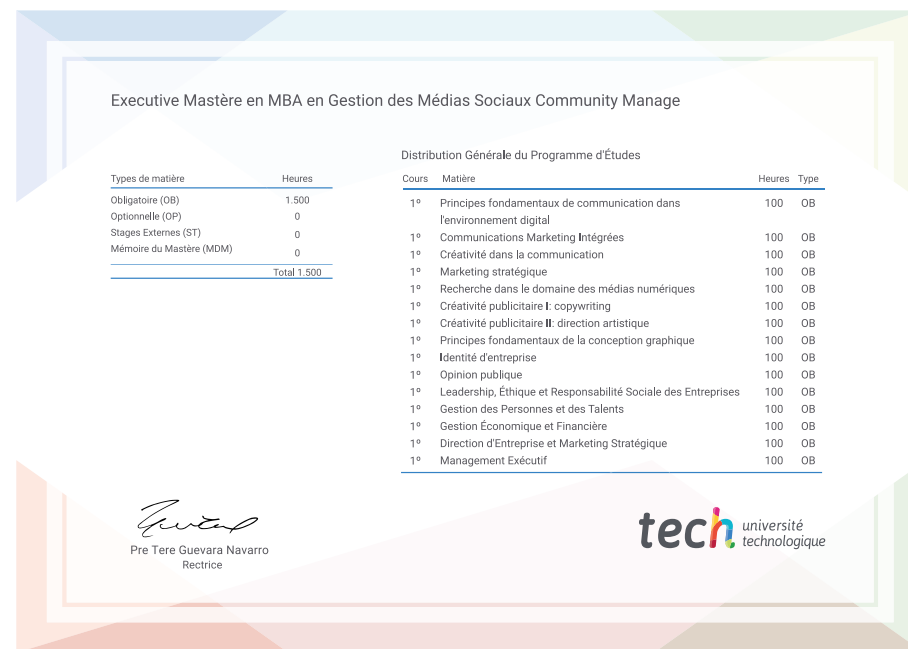 Executive Mastère en MBA en Gestion des Médias Sociaux Community Manage
Types de matière Heures
Obligatoire (OB) 1.500
Optionnelle (OP) 0
Stages Externes (ST) 0
Mémoire du Mastère (MDM) 0
Total 1.500
Distribution Générale du Programme d'Études
Cours Matière Heures Type
1º Principes fondamentaux de communication dans 100 OB
l'environnement digital
1º Communications Marketing Intégrées 100 OB
1º Créativité dans la communication 100 OB
1º Marketing stratégique 100 OB
1º Recherche dans le domaine des médias numériques 100 OB
1º Créativité publicitaire I: copywriting 100 OB
1º Créativité publicitaire II: direction artistique 100 OB
1º Principes fondamentaux de la conception graphique 100 OB
1º Identité d'entreprise 100 OB
1º Opinion publique 100 OB
1º Leadership, Éthique et Responsabilité Sociale des Entreprises 100 OB
1º Gestion des Personnes et des Talents 100 OB
1º Gestion Économique et Financière 100 OB
1º Direction d'Entreprise et Marketing Stratégique 100 OB
1º Management Exécutif 100 OB
Pre Tere Guevara Navarro
Rectrice
tech université
technologique